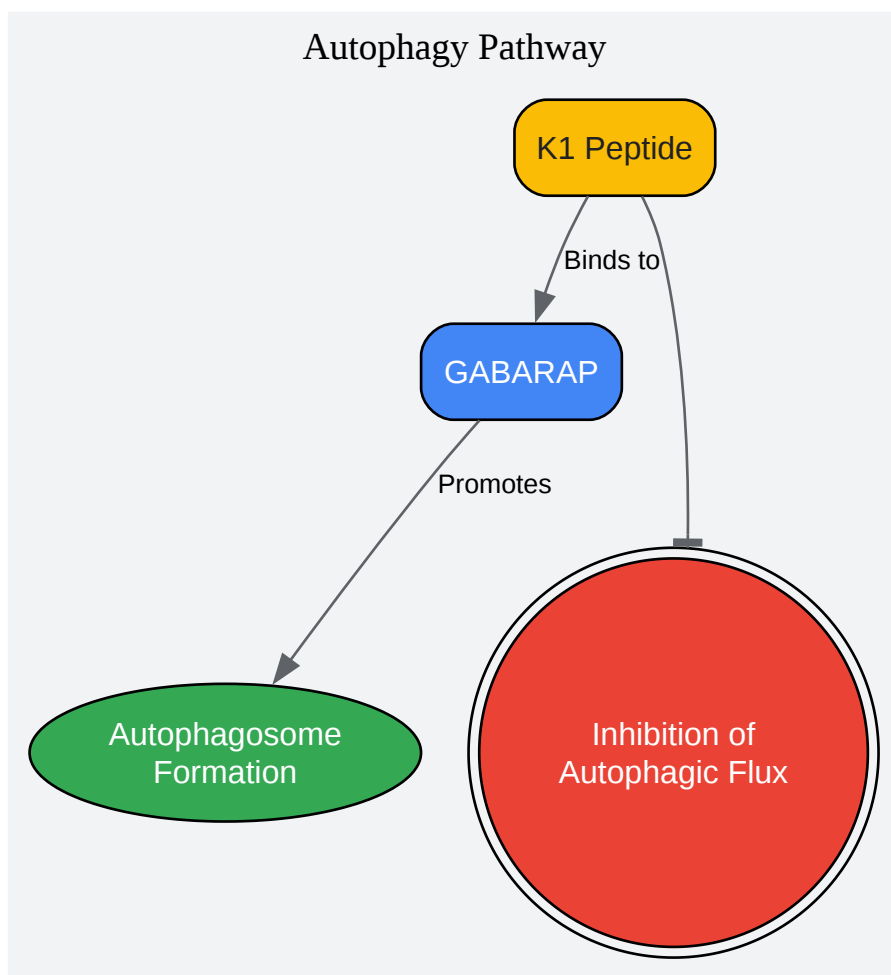 Autophagy Pathway
K1 Peptide
Binds to
GABARAP
Promotes
Autophagosome
Formation
Inhibition of
Autophagic Flux